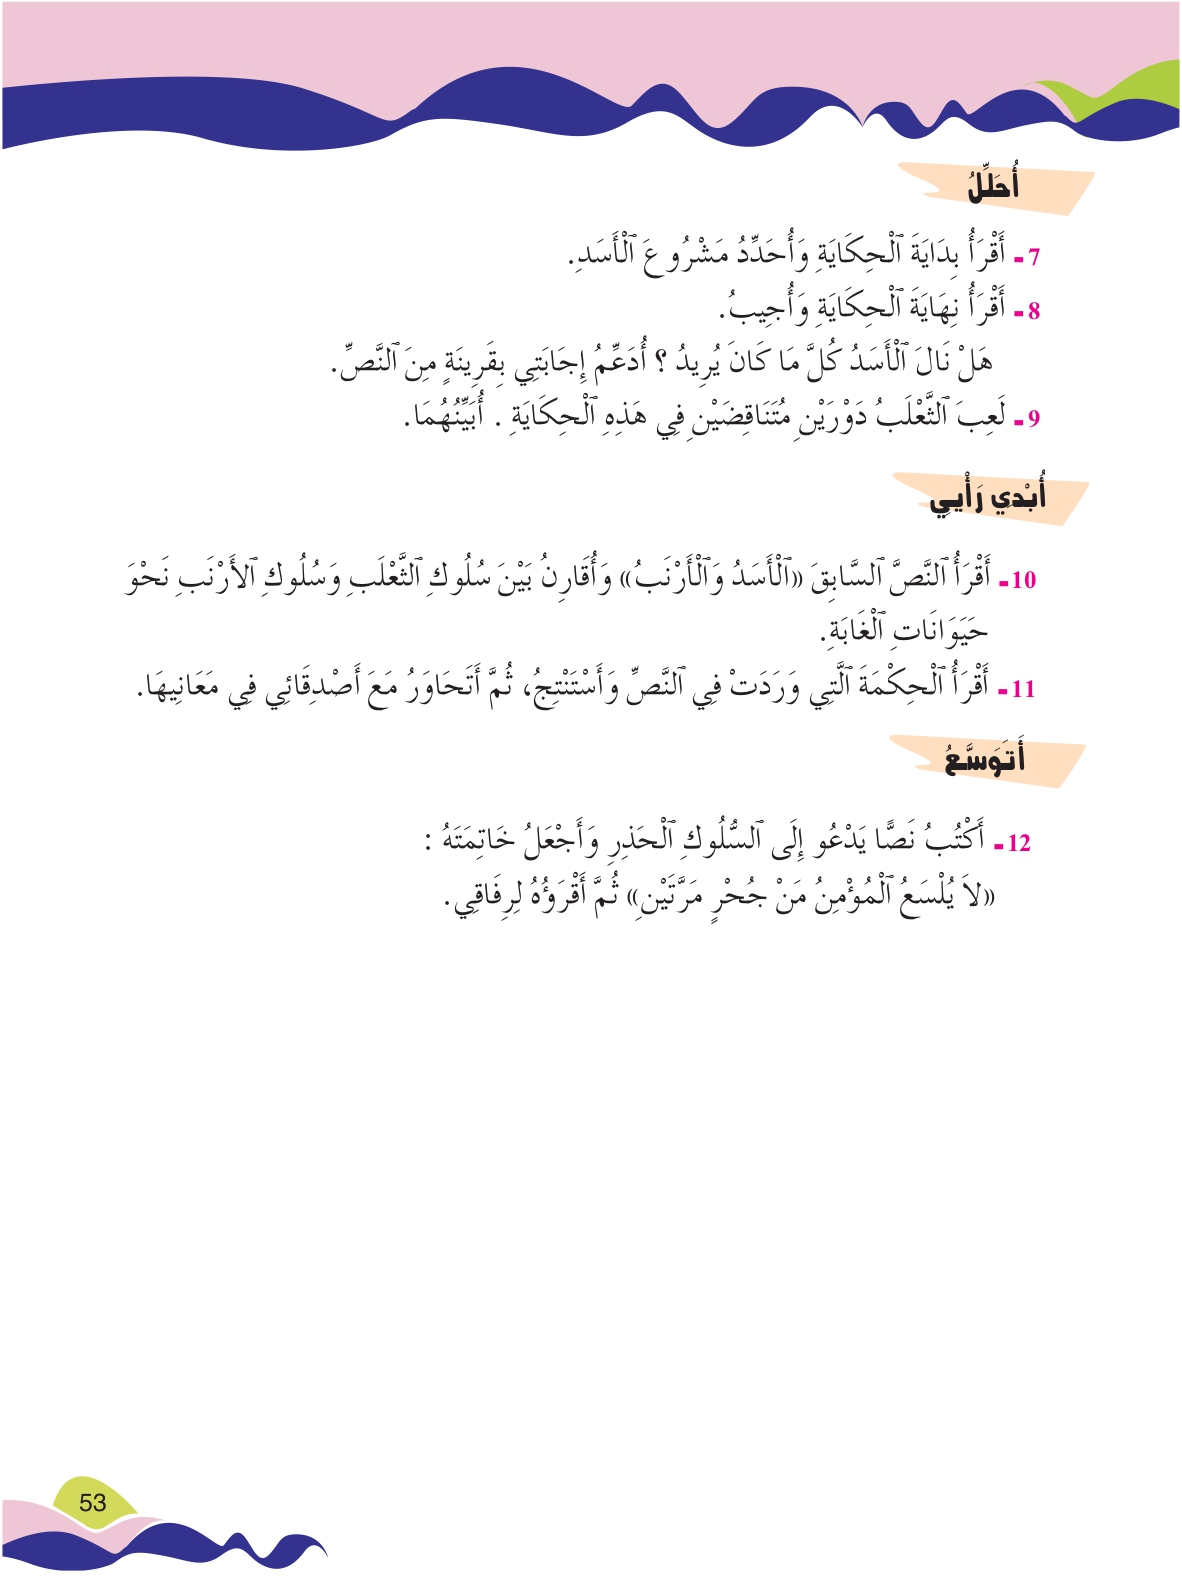 أُحَلِّلُ
7 - أَقْرَأُ بِدَايَةَ ٱلْحِكَايَةِ وَأُحَدِّدُ مَشْرُوعَ ٱلْأَسَدِ.
8 - أَقْرَأُ نِهَايَةَ ٱلْحِكَايَةِ وَأُجِيبُ.
هَلْ نَالَ ٱلْأَسَدُ كُلَّ مَا كَانَ يُرِيدُ ؟ أُدَعِّمُ إِجَابَتِي بِقَرِينَةٍ مِنَ ٱلنَّصِّ.
9 - لَعِبَ ٱلثَّعْلَبُ دَوْرَيْنِ مُتَنَاقِضَيْنِ فِي هَذِهِ ٱلْحِكَايَةِ . أُبَيِّنُهُمَا.
أُبْدِي رَأْيِي
10 - أَقْرَأُ ٱلنَّصَّ ٱلسَّابِقَ «ٱلْأَسَدُ وَٱلْأَرْنَبُ» وَأُقَارِنُ بَيْنَ سُلُوكِ ٱلثَّعْلَبِ وَسُلُوكِ ٱلأَرْنَبِ نَحْوَ
حَيَوَانَاتِ ٱلْغَابَةِ.
11 - أَقْرَأُ ٱلْحِكْمَةَ ٱلَّتِي وَرَدَتْ فِي ٱلنَّصِّ وَأَسْتَنْتِجُ، ثُمَّ أَتَحَاوَرُ مَعَ أَصْدِقَائِي فِي مَعَانِيهَا.
أَتَوَسَّعُ
12 - أَكْتُبُ نَصًّا يَدْعُو إِلَى ٱلسُّلُوكِ ٱلْحَذِرِ وَأَجْعَلُ خَاتِمَتَهُ :
«لاَ يُلْسَعُ ٱلْمُؤْمِنُ مَنْ جُحْرٍ مَرَّتَيْنِ» ثُمَّ أَقْرَؤُهُ لِرِفَاقِي.
53